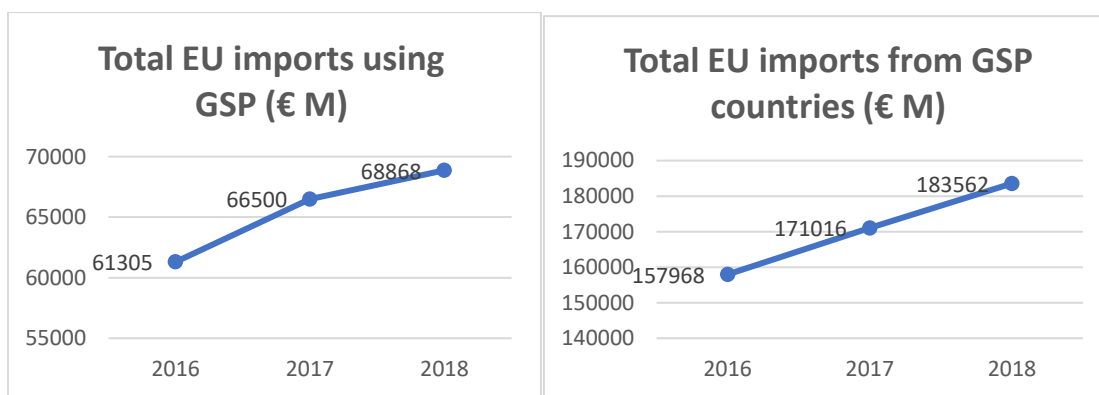 Total EU imports using
GSP (€ M)
70000
65000
60000
55000
61305
66500
68868
2016 2017 2018
Total EU imports from GSP
countries (€ M)
190000
180000
170000
160000
150000
140000
157968
171016
183562
2016 2017 2018